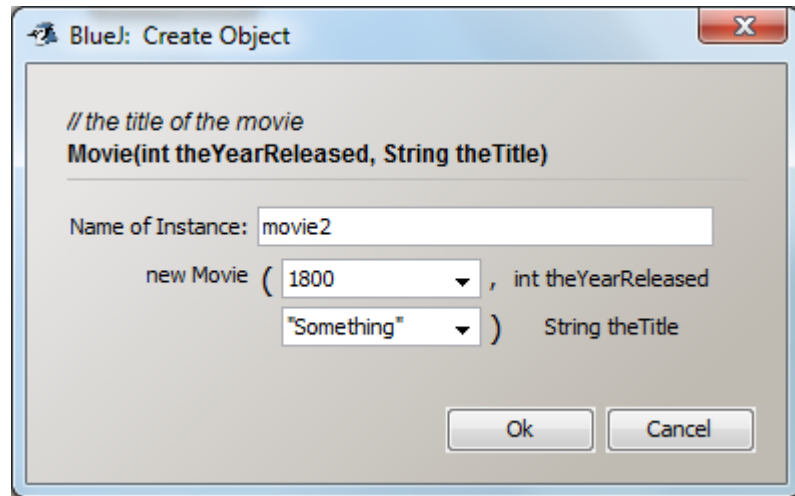 BlueJ: Create Object
// the title of the movie
Movie(int theYearReleased, String theTitle)
Name of Instance: movie2
new Movie ( 1800 , int theYearReleased
"Something" ) String theTitle
Ok Cancel